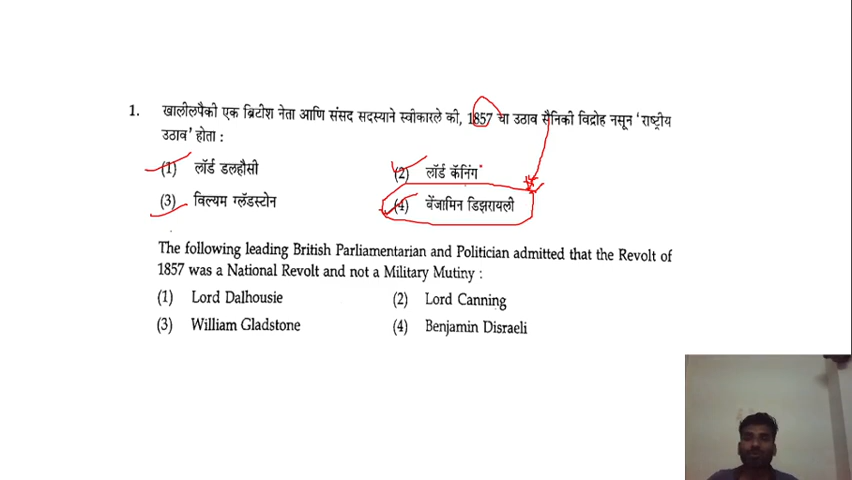 1. खालीलपैकी एक ब्रिटीश नेता आणि संसद सदस्याने स्वीकारले की, 1857 चा उठाव सैनिकी विद्रोह नसून 'राष्ट्रीय
उठाव' होता :
(1) लॉर्ड डलहौसी (2) लॉर्ड कॅनिंग
(3) विल्यम ग्लॅडस्टोन (4) बेंजामिन डिझरायली
The following leading British Parliamentarian and Politician admitted that the Revolt of
1857 was a National Revolt and not a Military Mutiny :
(1) Lord Dalhousie (2) Lord Canning
(3) William Gladstone (4) Benjamin Disraeli